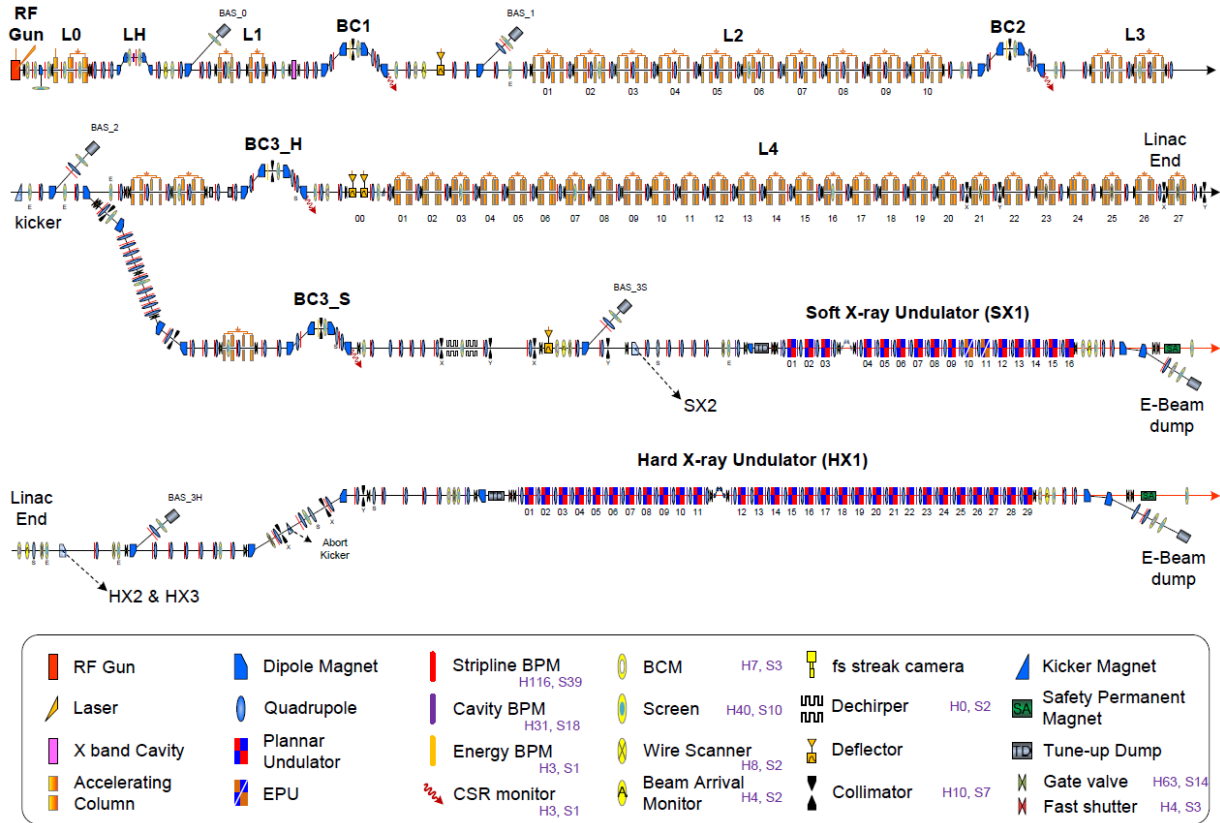 RF
Gun
L0
LH
BAS_0
L1
BC1
BAS_1
L2
BC2
L3
E
S
01 02 03 04 05 06 07 08 09 10
BAS_2
BC3_H
L4
Linac
End
E
kicker
E E
S
00 01 02 03 04 05 06 07 08 09 10 11 12 13 14 15 16 17 18 19 20 21 22 23 24 25 26 27
X Y X Y
BC3_S
BAS_3S
Soft X-ray Undulator (SX1)
S
X Y X Y
E E
01 02 03 04 05 06 07 08 09 10 11 12 13 14 15 16
SX2
E-Beam
dump
SA
Hard X-ray Undulator (HX1)
Linac
End
BAS_3H
S X Y S
01 02 03 04 05 06 07 08 09 10 11 12 13 14 15 16 17 18 19 20 21 22 23 24 25 26 27 28 29
SA
X
Abort
Kicker
S E E
E-Beam
dump
HX2 & HX3
RF Gun
Dipole Magnet
Stripline BPM
H116, S39
BCM
H7, S3
fs streak camera
Kicker Magnet
Laser
Quadrupole
Cavity BPM
H31, S18
Screen
H40, S10
Dechirper
H0, S2
SA
Safety Permanent
Magnet
X band Cavity
Plannar
Undulator
Energy BPM
H3, S1
Wire Scanner
H8, S2
Deflector
TD
Tune-up Dump
Accelerating
Column
EPU
CSR monitor
H3, S1
A
Beam Arrival
Monitor
H4, S2
Collimator
H10, S7
Gate valve
H63, S14
Fast shutter
H4, S3